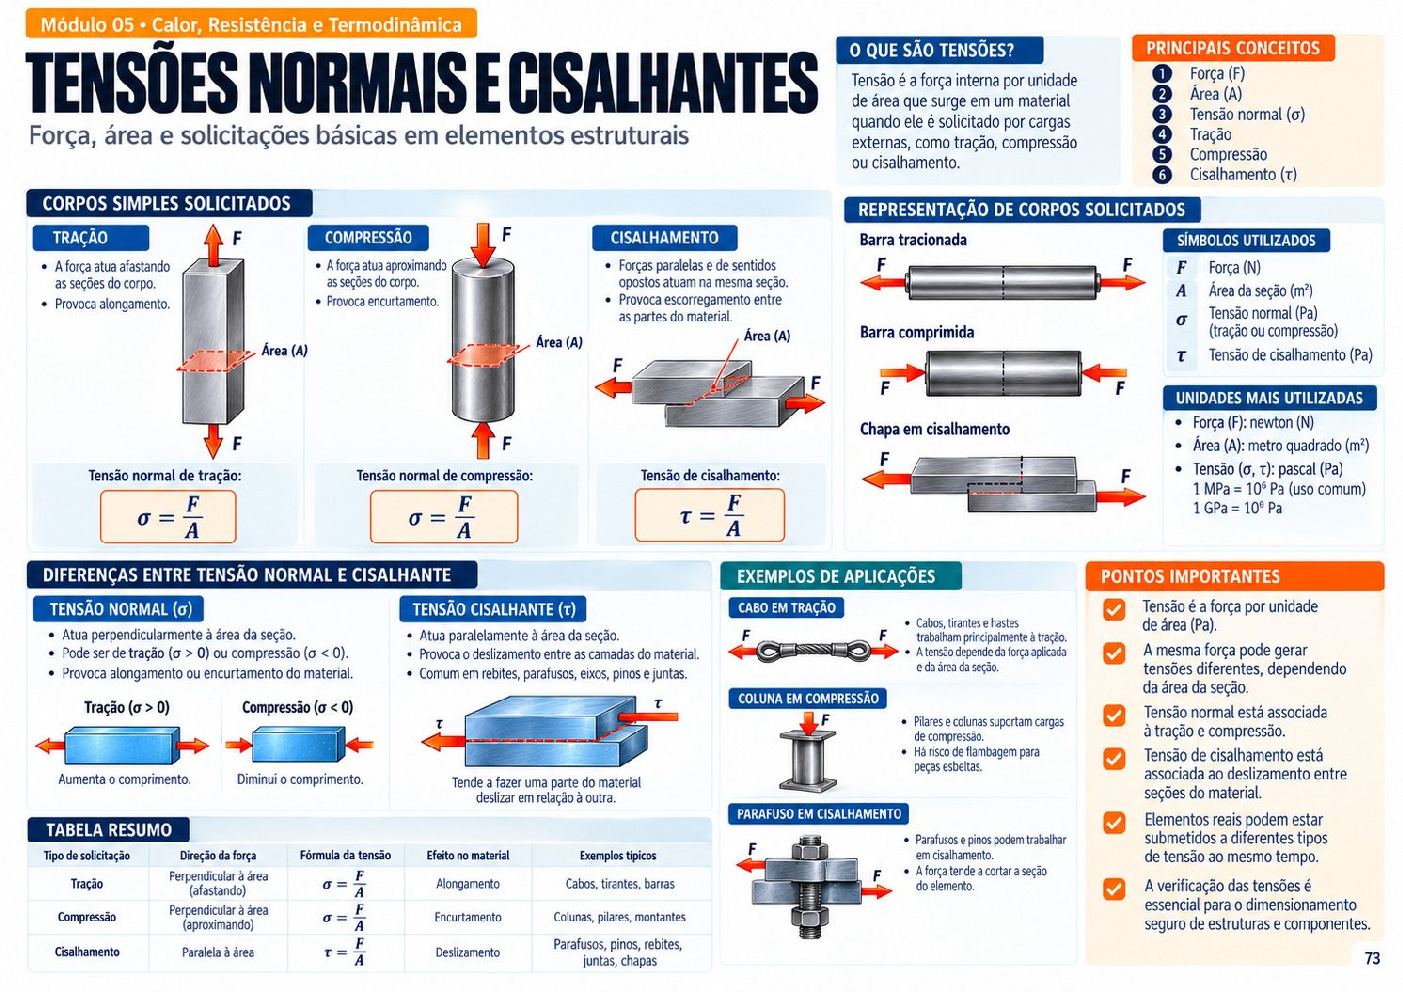 Módulo 05 • Calor, Resistência e Termodinâmica
TENSÕES NORMAIS E CISALHANTES
Força, área e solicitações básicas em elementos estruturais
O QUE SÃO TENSÕES?
Tensão é a força interna por unidade
de área que surge em um material
quando ele é solicitado por cargas
externas, como tração, compressão
ou cisalhamento.
PRINCIPAIS CONCEITOS
1 Força (F)
2 Área (A)
3 Tensão normal (σ)
4 Tração
5 Compressão
6 Cisalhamento (τ)
CORPOS SIMPLES SOLICITADOS
TRAÇÃO
• A força atua afastando
as seções do corpo.
• Provoca alongamento.
F
Área (A)
F
Tensão normal de tração:
σ = F/A
COMPRESSÃO
• A força atua aproximando
as seções do corpo.
• Provoca encurtamento.
F
Área (A)
F
Tensão normal de compressão:
σ = F/A
CISALHAMENTO
• Forças paralelas e de sentidos
opostos atuam na mesma seção.
• Provoca escorregamento entre
as partes do material.
Área (A)
F
F
Tensão de cisalhamento:
τ = F/A
REPRESENTAÇÃO DE CORPOS SOLICITADOS
Barra tracionada
F
F
Barra comprimida
F
F
Chapa em cisalhamento
F
F
SÍMBOLOS UTILIZADOS
F Força (N)
A Área da seção (m²)
σ Tensão normal (Pa)
(tração ou compressão)
τ Tensão de cisalhamento (Pa)
UNIDADES MAIS UTILIZADAS
• Força (F): newton (N)
• Área (A): metro quadrado (m²)
• Tensão (σ, τ): pascal (Pa)
1 MPa = Pa (uso comum)
1 GPa = Pa
DIFERENÇAS ENTRE TENSÃO NORMAL E CISALHANTE
TENSÃO NORMAL (σ)
• Atua perpendicularmente à área da seção.
• Pode ser de tração (σ > 0) ou compressão (σ < 0).
• Provoca alongamento ou encurtamento do material.
Tração (σ > 0)
Aumenta o comprimento.
Compressão (σ < 0)
Diminui o comprimento.
TENSÃO CISALHANTE (τ)
• Atua paralelamente à área da seção.
• Provoca o deslizamento entre as camadas do material.
• Comum em rebites, parafusos, eixos, pinos e juntas.
τ
τ
Tende a fazer uma parte do material
deslizar em relação à outra.
EXEMPLOS DE APLICAÇÕES
CABO EM TRAÇÃO
F
F
• Cabos, tirantes e hastes
trabalham principalmente à tração.
• A tensão depende da força aplicada
e da área da seção.
COLUNA EM COMPRESSÃO
F
• Pilares e colunas suportam cargas
de compressão.
• Há risco de flambagem para
peças esbeltas.
PARAFUSO EM CISALHAMENTO
F
F
• Parafusos e pinos podem trabalhar
em cisalhamento.
• A força tende a cortar a seção
do elemento.
PONTOS IMPORTANTES
Tensão é a força por unidade
de área (Pa).
A mesma força pode gerar
tensões diferentes, dependendo
da área da seção.
Tensão normal está associada
à tração e compressão.
Tensão de cisalhamento está
associada ao deslizamento entre
seções do material.
Elementos reais podem estar
submetidos a diferentes tipos
de tensão ao mesmo tempo.
A verificação das tensões é
essencial para o dimensionamento
seguro de estruturas e componentes.
TABELA RESUMO
Tipo de solicitação Direção da força Fórmula da tensão Efeito no material Exemplos típicos
Tração Perpendicular à área (afastando) σ = F/A Alongamento Cabos, tirantes, barras
Compressão Perpendicular à área (aproximando) σ = F/A Encurtamento Colunas, pilares, montantes
Cisalhamento Paralela à área τ = F/A Deslizamento Parafusos, pinos, rebites, juntas, chapas
73